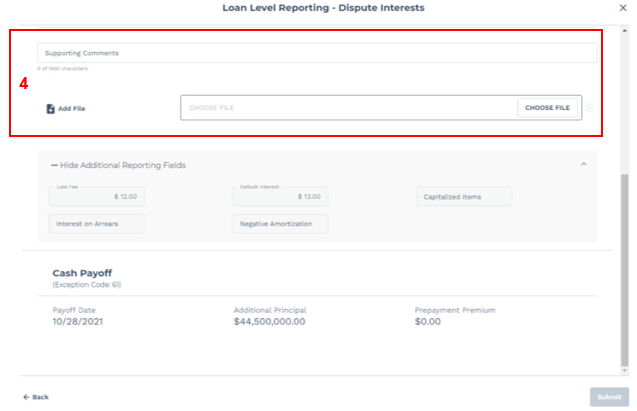 Loan Level Reporting - Dispute Interests
4
Supporting Comments
0 of 1000 characters
Add File
CHOOSE FILE
CHOOSE FILE
Hide Additional Reporting Fields
Late Fee
$ 12.00
Default Interest
$ 13.00
Capitalized Items
Interest on Arrears
Negative Amortization
Cash Payoff
(Exception Code: 61)
Payoff Date
Additional Principal
Prepayment Premium
10/28/2021
$44,500,000.00
$0.00
Back
Submit